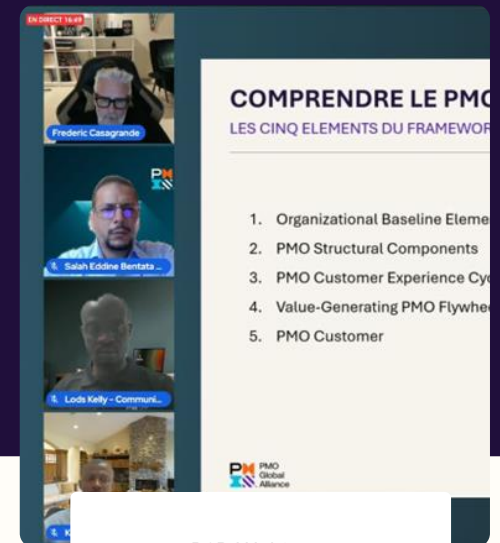 EN DIRECT 16:49
Frederic Casagrande
Salah Eddine Bentata ...
Lods Kelly - Communi...
K
COMPRENDRE LE PMO
LES CINQ ELEMENTS DU FRAMEWOR
1. Organizational Baseline Eleme
2. PMO Structural Components
3. PMO Customer Experience Cyc
4. Value-Generating PMO Flywhe
5. PMO Customer
PMO
Global
Alliance